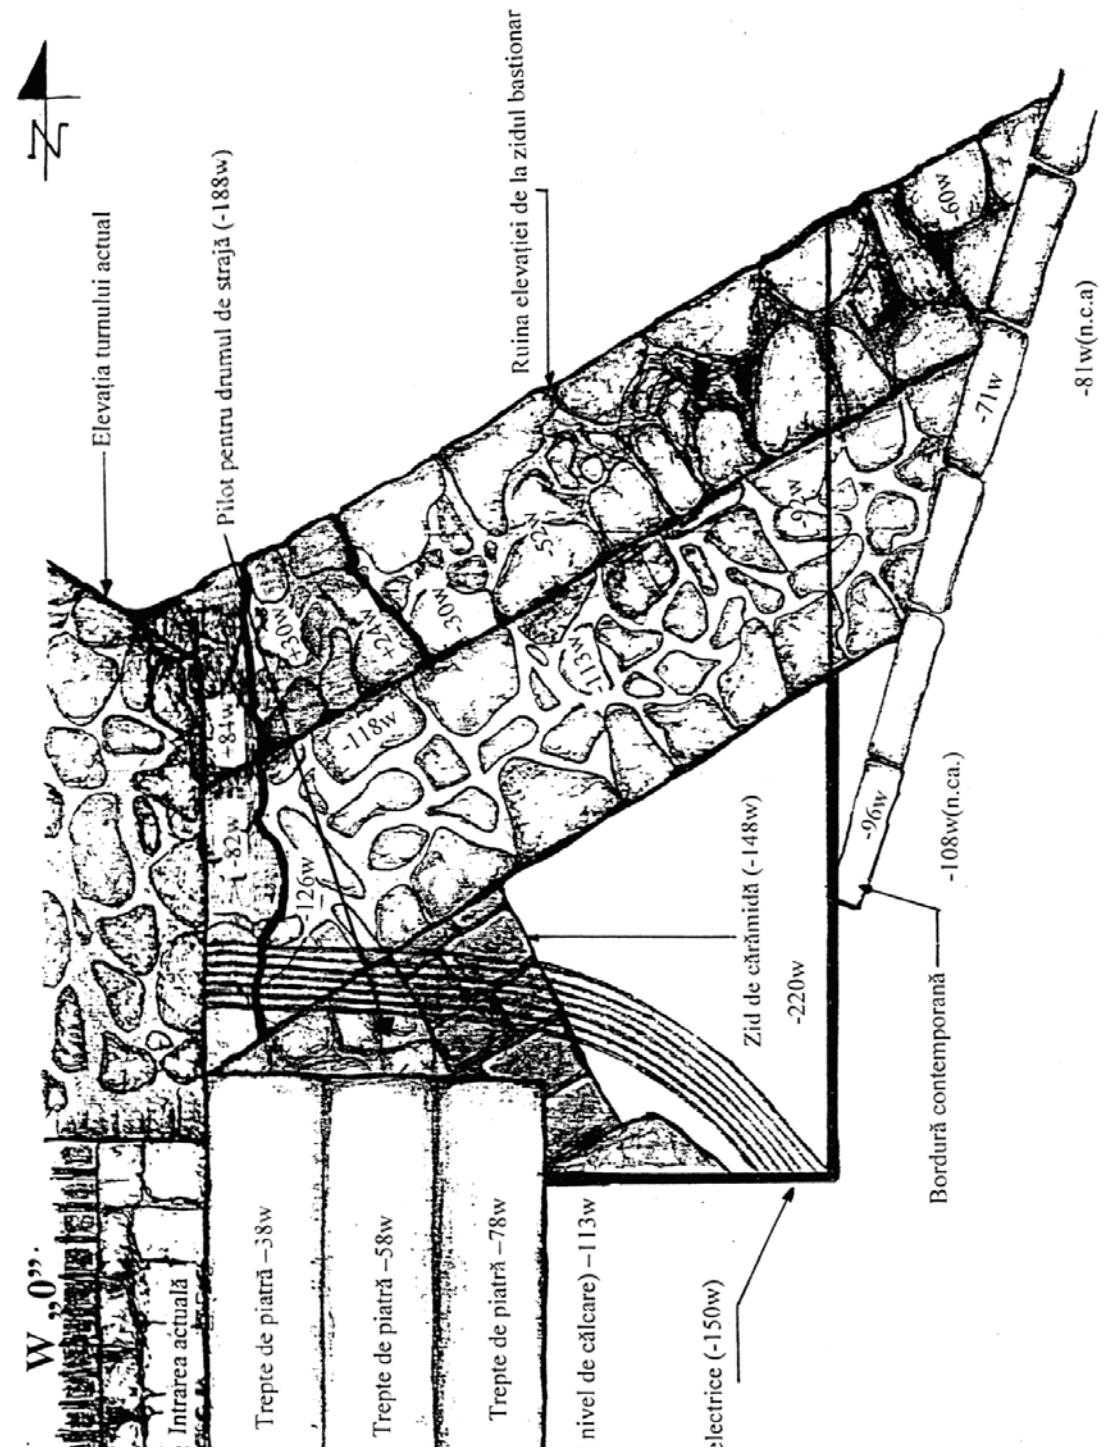 W „0”.
Intrarea actuală
Trepte de piatră –38w
Trepte de piatră –58w
Trepte de piatră –78w
nivel de călcare) –113w
electrice (-150w)
Elevația turnului actual
Pilot pentru drumul de strajă (-188w)
Ruina elevației de la zidul bastionar
Zid de cărămidă (-148w)
-220w
Bordură contemporană
-108w(n.ca.)
-81w(n.c.a)
+84w
-82w
-126w
+30w
+24w
-118w
-30w
-52w
-113w
-92w
-60w
-71w
-96w
N